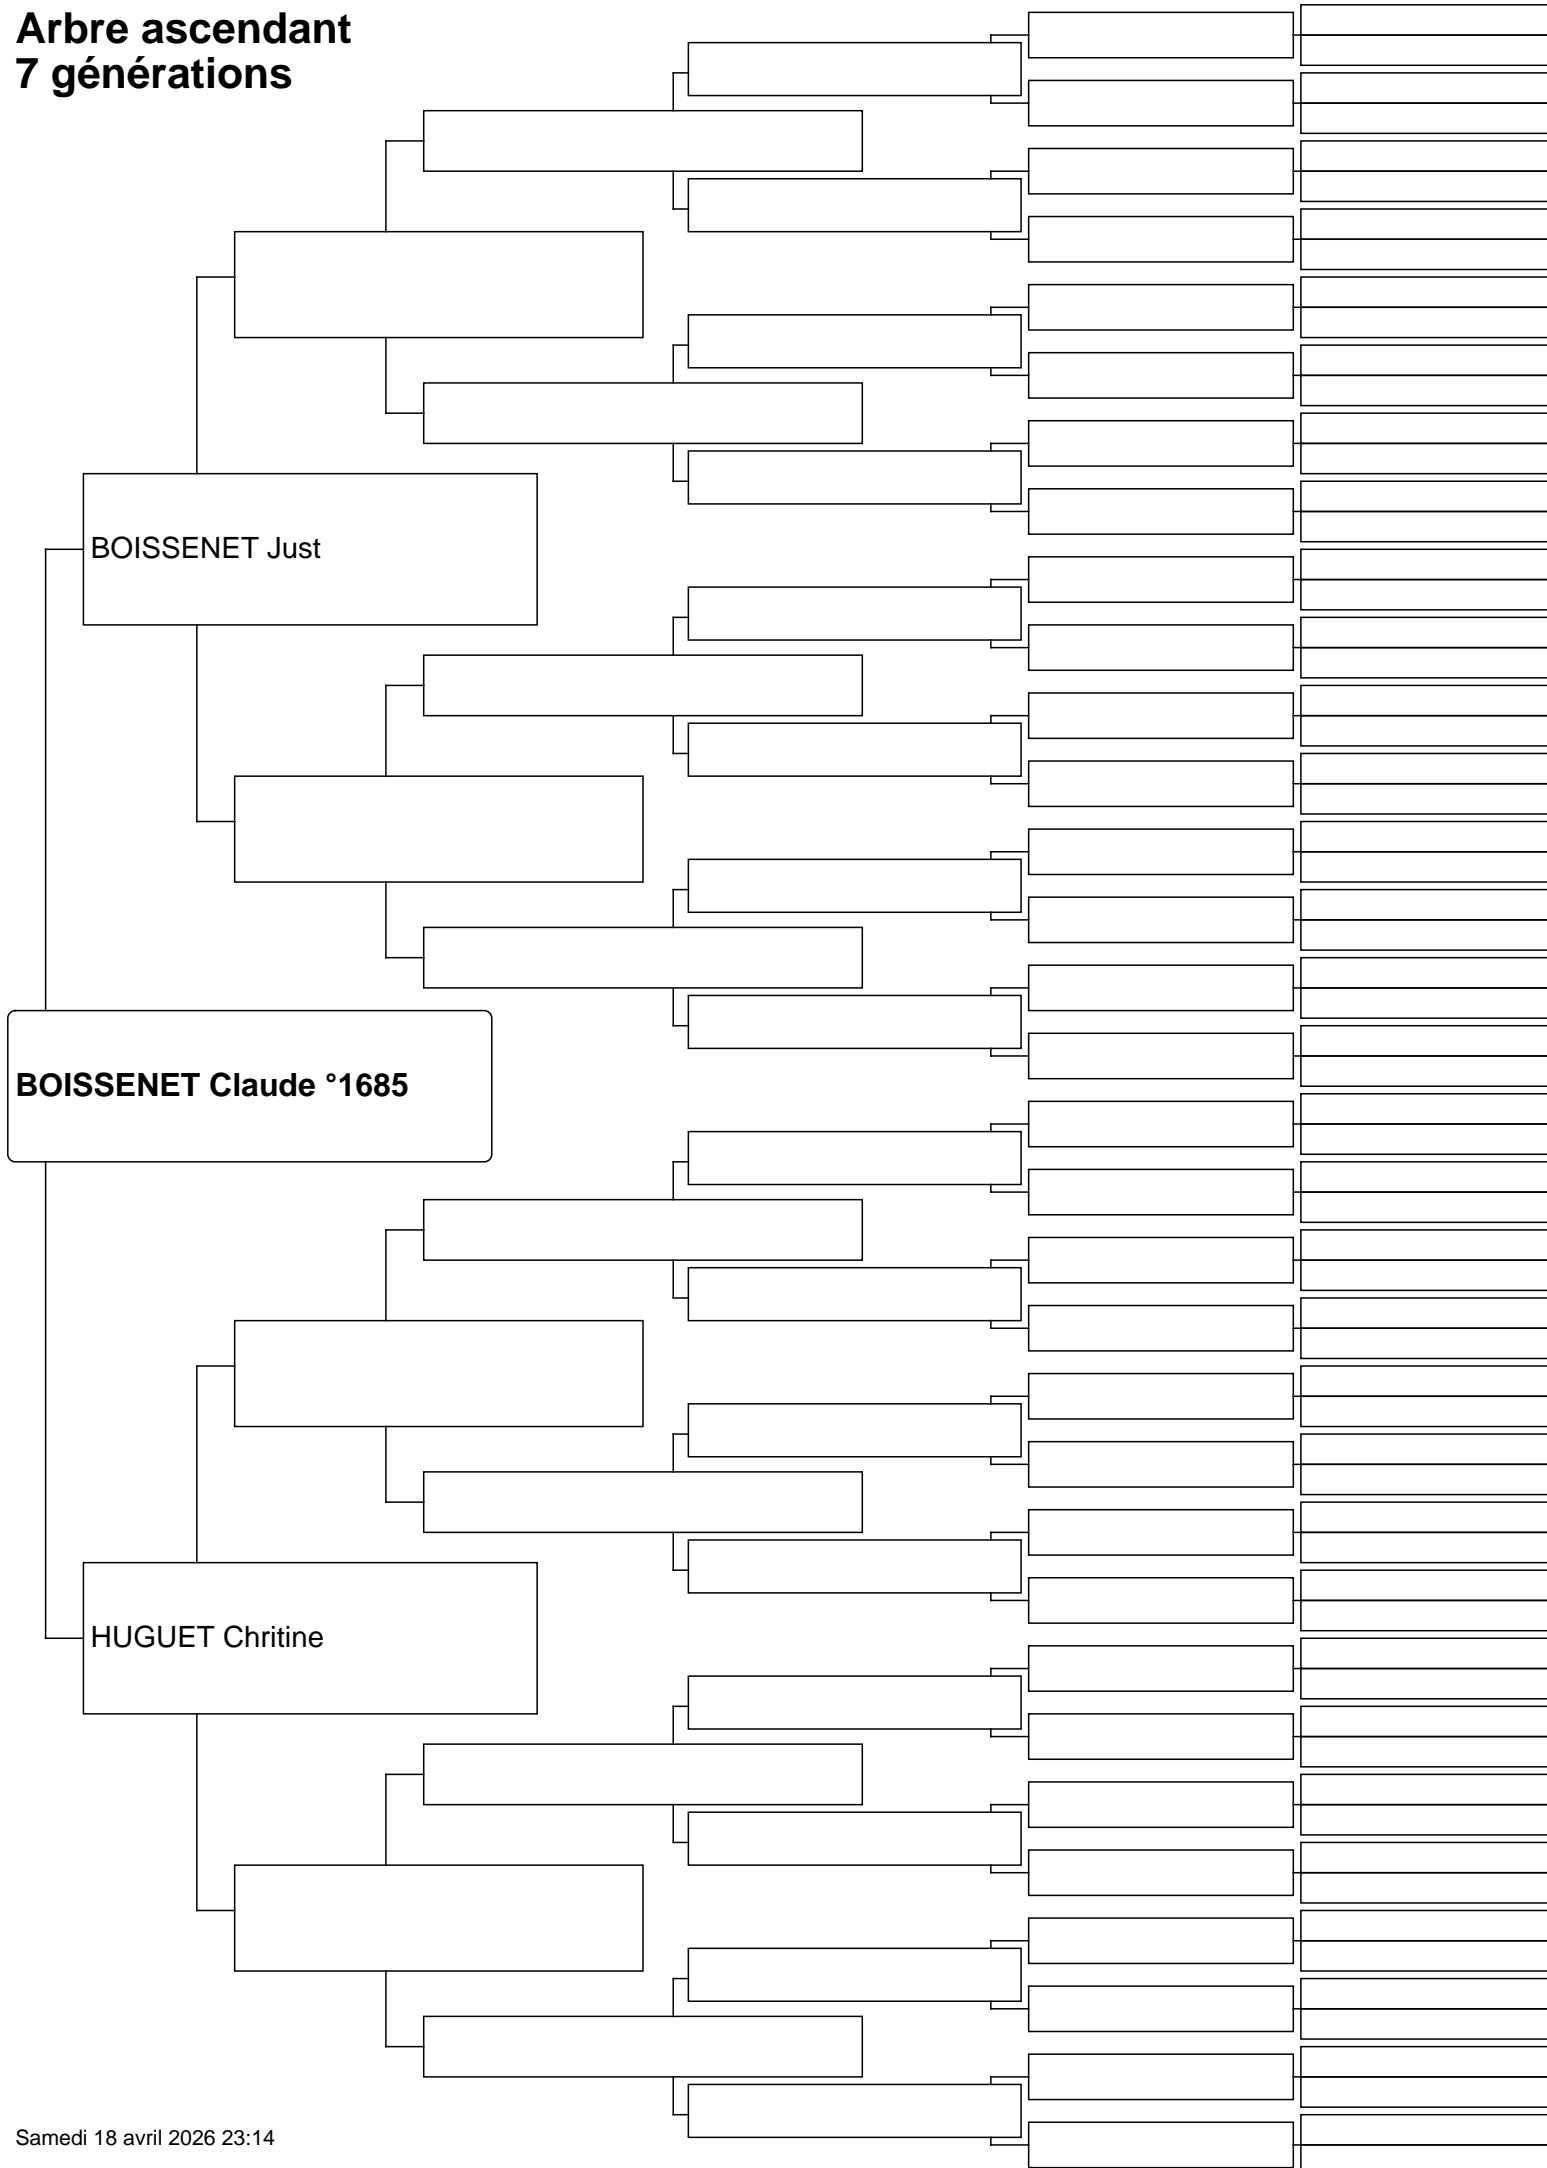 Arbre ascendant
7 générations
BOISSENET Just
BOISSENET Claude °1685
HUGUET Chritine
Samedi 18 avril 2026 23:14